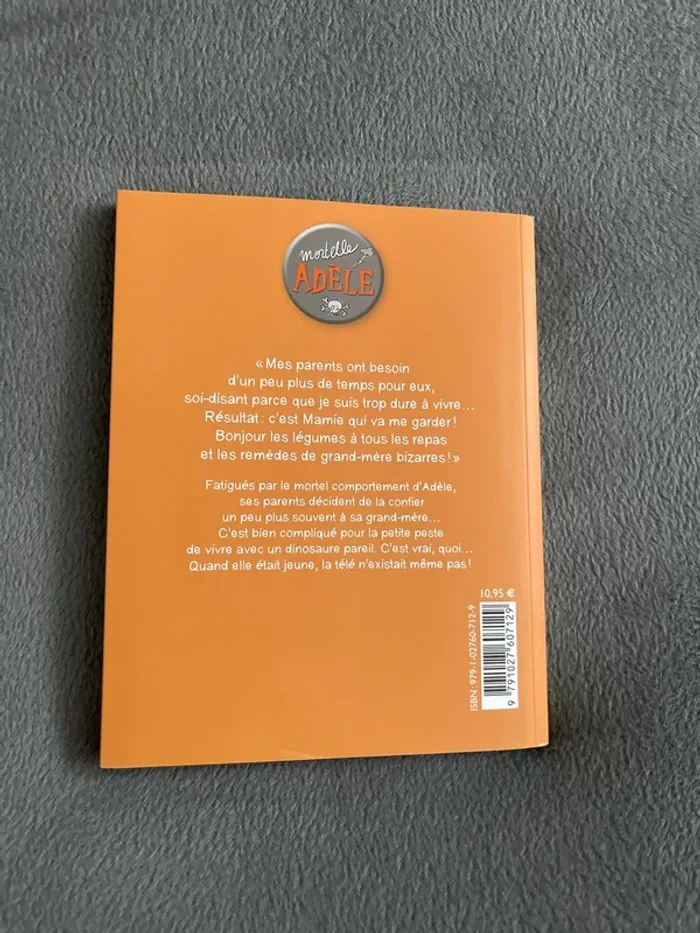 mortelle
ADÈLE
« Mes parents ont besoin
d'un peu plus de temps pour eux,
soi-disant parce que je suis trop dure à vivre...
Résultat : c'est Mamie qui va me garder !
Bonjour les légumes à tous les repas
et les remèdes de grand-mère bizarres ! »
Fatigués par le mortel comportement d'Adèle,
ses parents décident de la confier
un peu plus souvent à sa grand-mère...
C'est bien compliqué pour la petite peste
de vivre avec un dinosaure pareil. C'est vrai, quoi...
Quand elle était jeune, la télé n'existait même pas !
10,95 €
ISBN : 979-1-02760-712-9
9 791027 607129